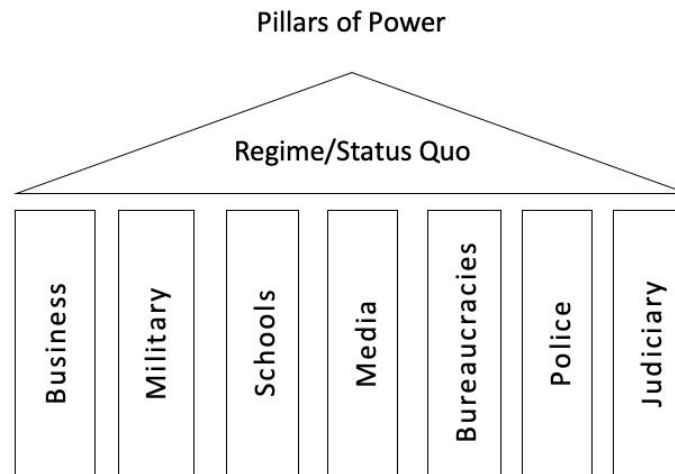 Pillars of Power
Regime/Status Quo
Business
Military
Schools
Media
Bureaucracies
Police
Judiciary